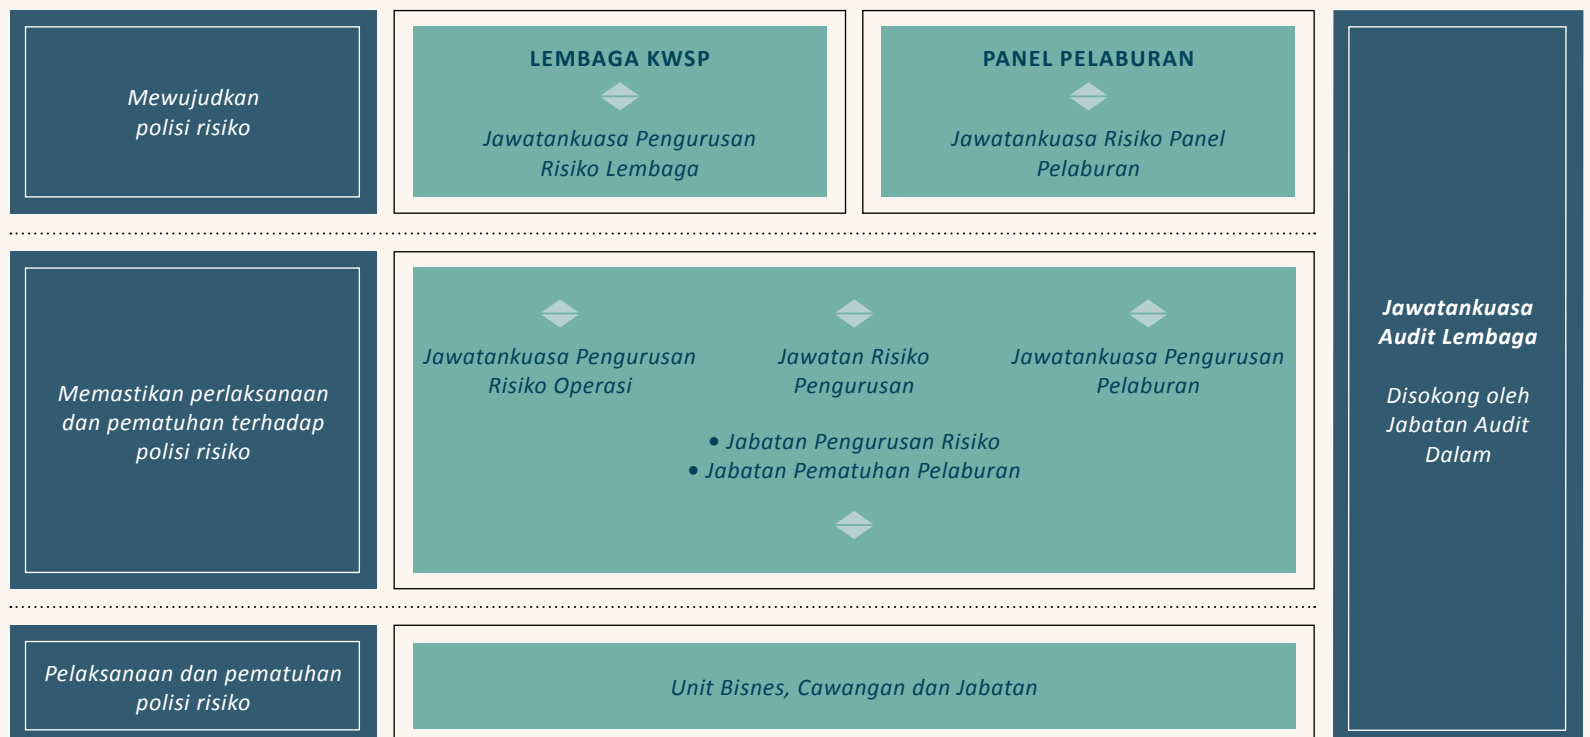 Mewujudkan
polisi risiko
LEMBAGA KWSP
Jawatankuasa Pengurusan
Risiko Lembaga
PANEL PELABURAN
Jawatankuasa Risiko Panel
Pelaburan
Memastikan perlaksanaan
dan pematuhan terhadap
polisi risiko
Jawatankuasa Pengurusan
Risiko Operasi
Jawatan Risiko
Pengurusan
Jawatankuasa Pengurusan
Pelaburan
• Jabatan Pengurusan Risiko
• Jabatan Pematuhan Pelaburan
Pelaksanaan dan pematuhan
polisi risiko
Unit Bisnes, Cawangan dan Jabatan
Jawatankuasa
Audit Lembaga
Disokong oleh
Jabatan Audit
Dalam